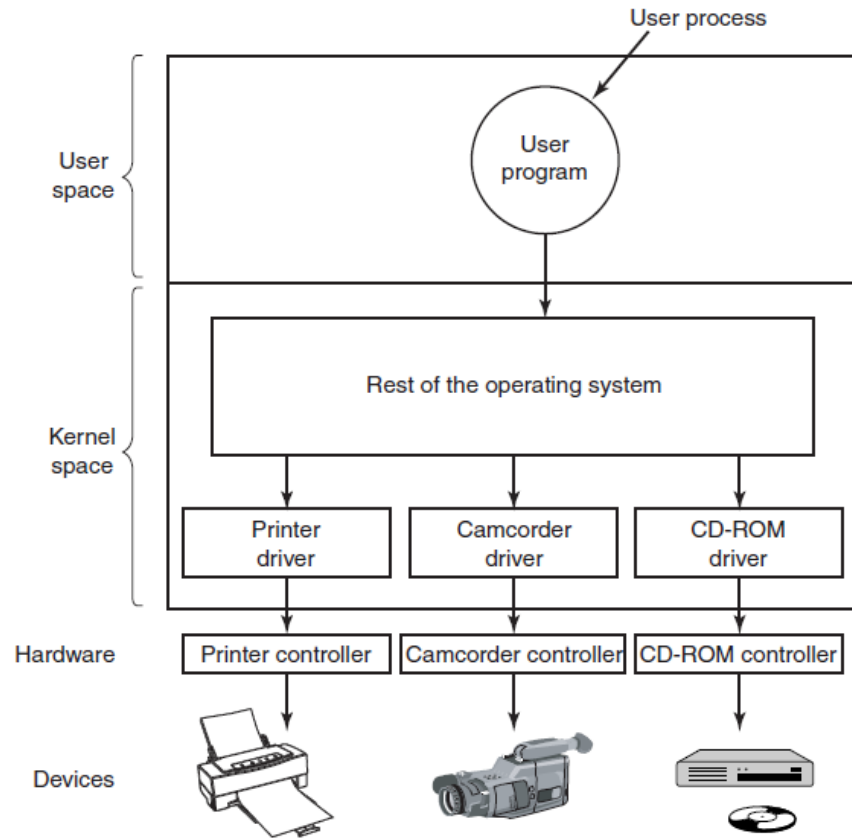 User process
User
space
User
program
Rest of the operating system
Kernel
space
Printer
driver
Camcorder
driver
CD-ROM
driver
Hardware
Printer controller
Camcorder controller
CD-ROM controller
Devices